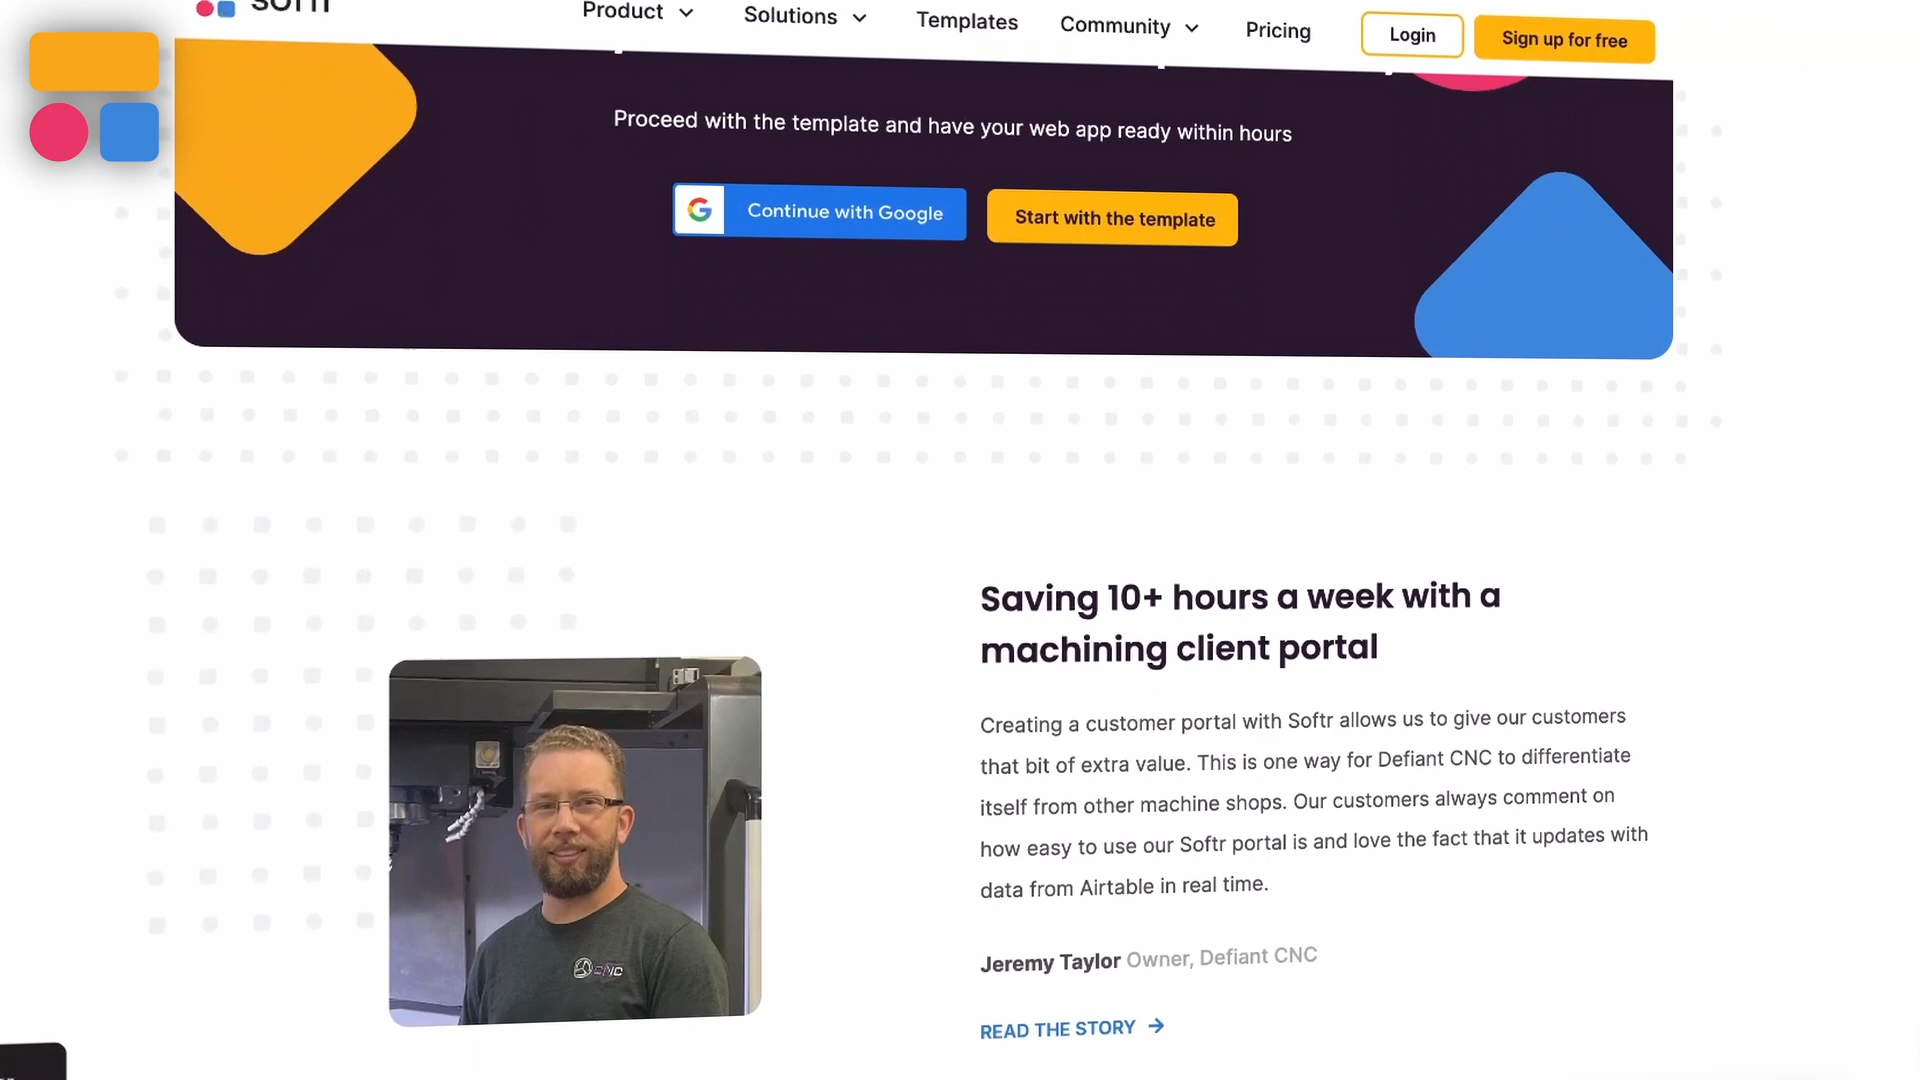 Product
Solutions
Templates
Community
Pricing
Login
Sign up for free
Proceed with the template and have your web app ready within hours
Continue with Google
Start with the template
Saving 10+ hours a week with a
machining client portal
Creating a customer portal with Softr allows us to give our customers
that bit of extra value. This is one way for Defiant CNC to differentiate
itself from other machine shops. Our customers always comment on
how easy to use our Softr portal is and love the fact that it updates with
data from Airtable in real time.
Jeremy Taylor Owner, Defiant CNC
READ THE STORY
CNC